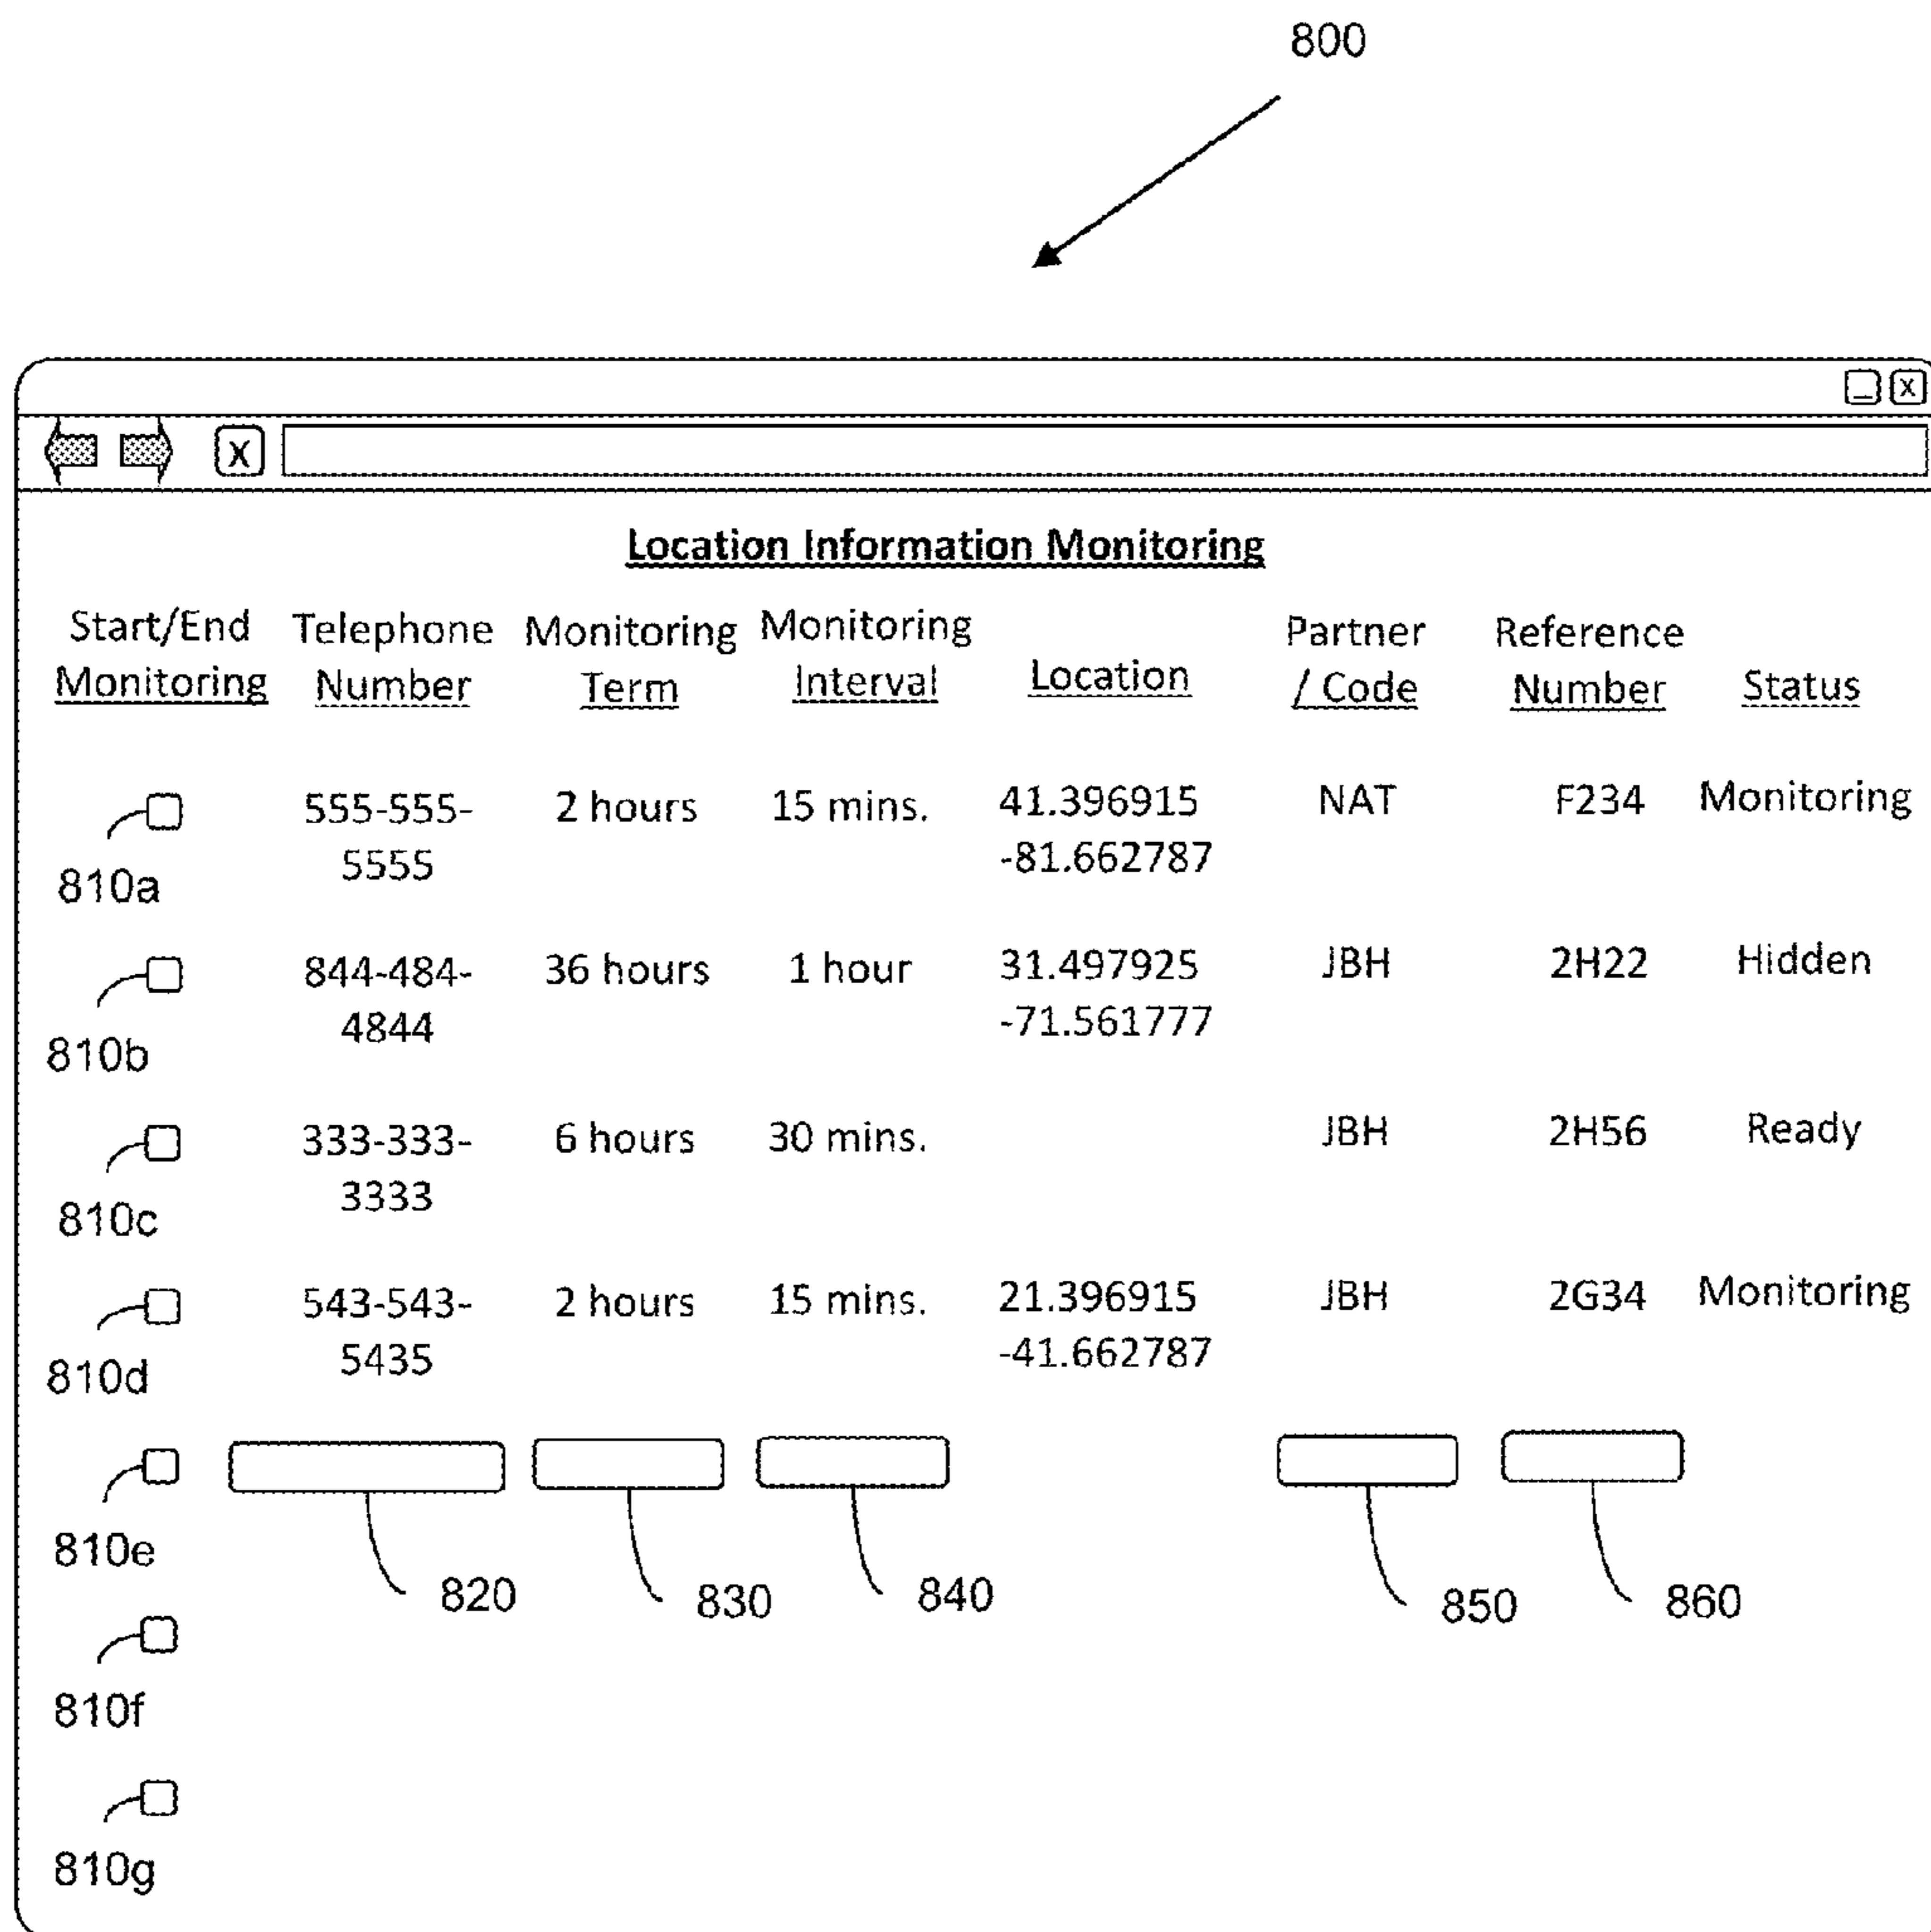 800
_ X
X
Location Information Monitoring
Start/End Telephone Monitoring Monitoring Partner Reference
Monitoring Number Term Interval Location / Code Number Status
555-555- 2 hours 15 mins. 41.396915 NAT F234 Monitoring
5555 -81.662787
810a
844-484- 36 hours 1 hour 31.497925 JBH 2H22 Hidden
4844 -71.561777
810b
333-333- 6 hours 30 mins. JBH 2H56 Ready
3333
810c
543-543- 2 hours 15 mins. 21.396915 JBH 2G34 Monitoring
5435 -41.662787
810d
810e
820 830 840 850 860
810f
810g